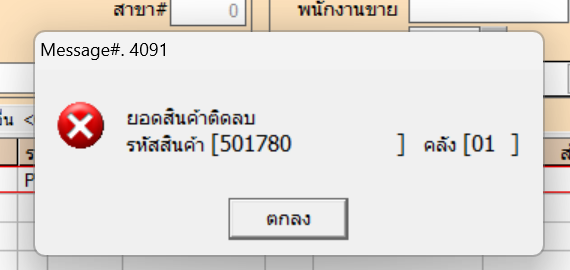 สาขา# 0 พนักงานขาย
Message#. 4091
ยอดสินค้าติดลบ
รหัสสินค้า [501780 ] คลัง [01 ]
ตกลง